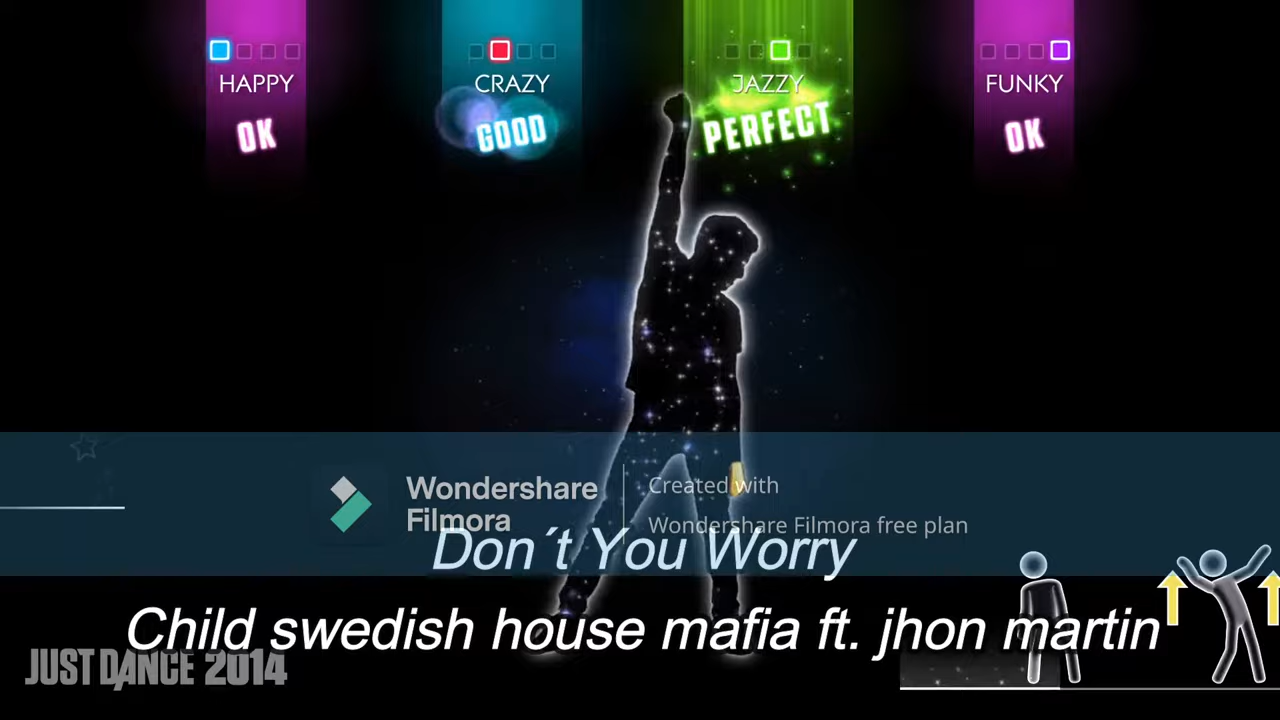 HAPPY
CRAZY
JAZZY
FUNKY
OK
GOOD
PERFECT
OK
Wondershare
Filmora
Created with
Wondershare Filmora free plan
Don´t You Worry
Child swedish house mafia ft. jhon martin
JUST DANCE 2014